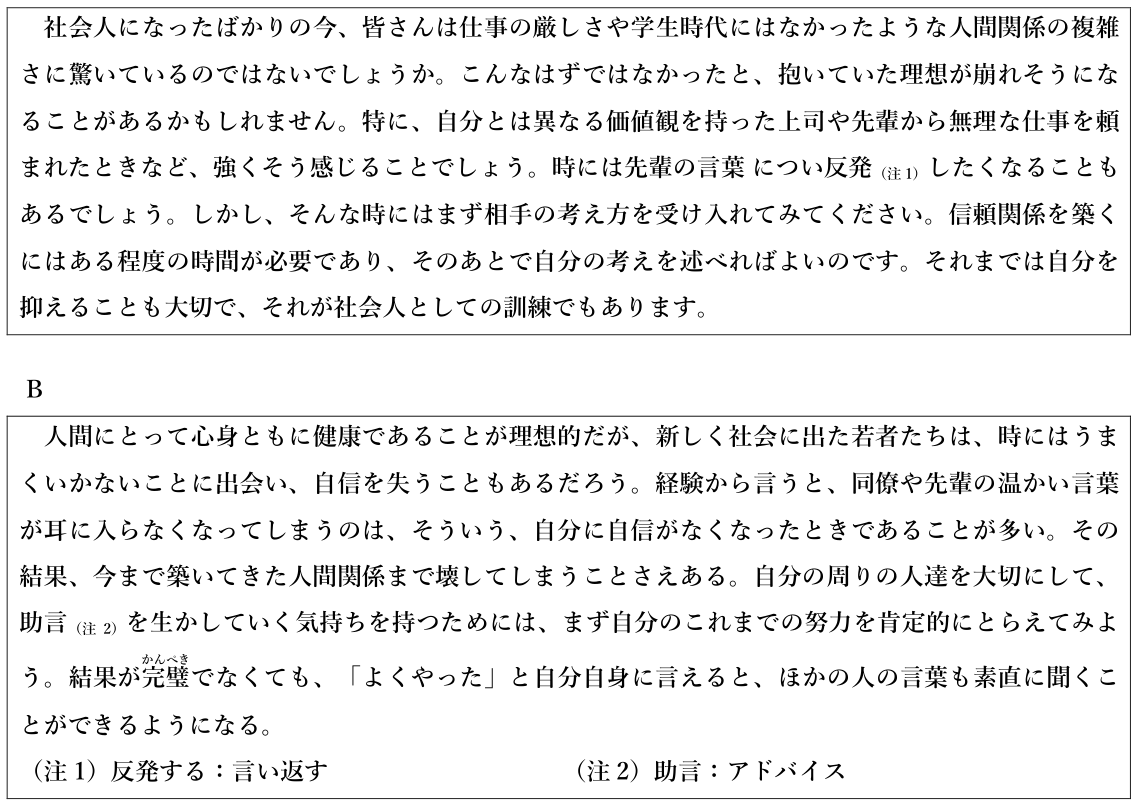 社会人になったばかりの今、皆さんは仕事の厳しさや学生時代にはなかったような人間関係の複雑
さに驚いているのではないでしょうか。こんなはずではなかったと、抱いていた理想が崩れそうにな
ることがあるかもしれません。特に、自分とは異なる価値観を持った上司や先輩から無理な仕事を頼
まれたときなど、強くそう感じることでしょう。時には先輩の言葉 につい反発（注1）したくなることも
あるでしょう。しかし、そんな時にはまず相手の考え方を受け入れてみてください。信頼関係を築く
にはある程度の時間が必要であり、そのあとで自分の考えを述べればよいのです。それまでは自分を
抑えることも大切で、それが社会人としての訓練でもあります。
B
人間にとって心身ともに健康であることが理想的だが、新しく社会に出た若者たちは、時にはうま
くいかないことに出会い、自信を失うこともあるだろう。経験から言うと、同僚や先輩の温かい言葉
が耳に入らなくなってしまうのは、そういう、自分に自信がなくなったときであることが多い。その
結果、今まで築いてきた人間関係まで壊してしまうことさえある。自分の周りの人達を大切にして、
助言（注 2）を生かしていく気持ちを持つためには、まず自分のこれまでの努力を肯定的にとらえてみよ
かんぺき
う。結果が完璧でなくても、「よくやった」と自分自身に言えると、ほかの人の言葉も素直に聞くこ
とができるようになる。
（注 1）反発する：言い返す （注 2）助言：アドバイス